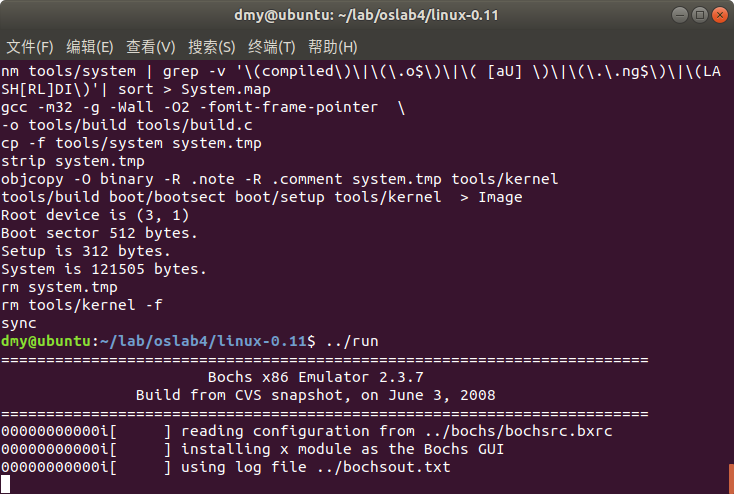 dmy@ubuntu: ~/lab/oslab4/linux-0.11
文件(F) 编辑(E) 查看(V) 搜索(S) 终端(T) 帮助(H)
nm tools/system | grep -v '\(compiled\)\|\(\.o$\)\|\( [aU] \)\|\(\.\.ng$\)\|\(LA
SH[RL]DI\)'| sort > System.map
gcc -m32 -g -Wall -O2 -fomit-frame-pointer  \
-o tools/build tools/build.c
cp -f tools/system system.tmp
strip system.tmp
objcopy -O binary -R .note -R .comment system.tmp tools/kernel
tools/build boot/bootsect boot/setup tools/kernel  > Image
Root device is (3, 1)
Boot sector 512 bytes.
Setup is 312 bytes.
System is 121505 bytes.
rm system.tmp
rm tools/kernel -f
sync
dmy@ubuntu:~/lab/oslab4/linux-0.11$ ../run
========================================================================
                       Bochs x86 Emulator 2.3.7
               Build from CVS snapshot, on June 3, 2008
========================================================================
00000000000i[     ] reading configuration from ../bochs/bochsrc.bxrc
00000000000i[     ] installing x module as the Bochs GUI
00000000000i[     ] using log file ../bochsout.txt